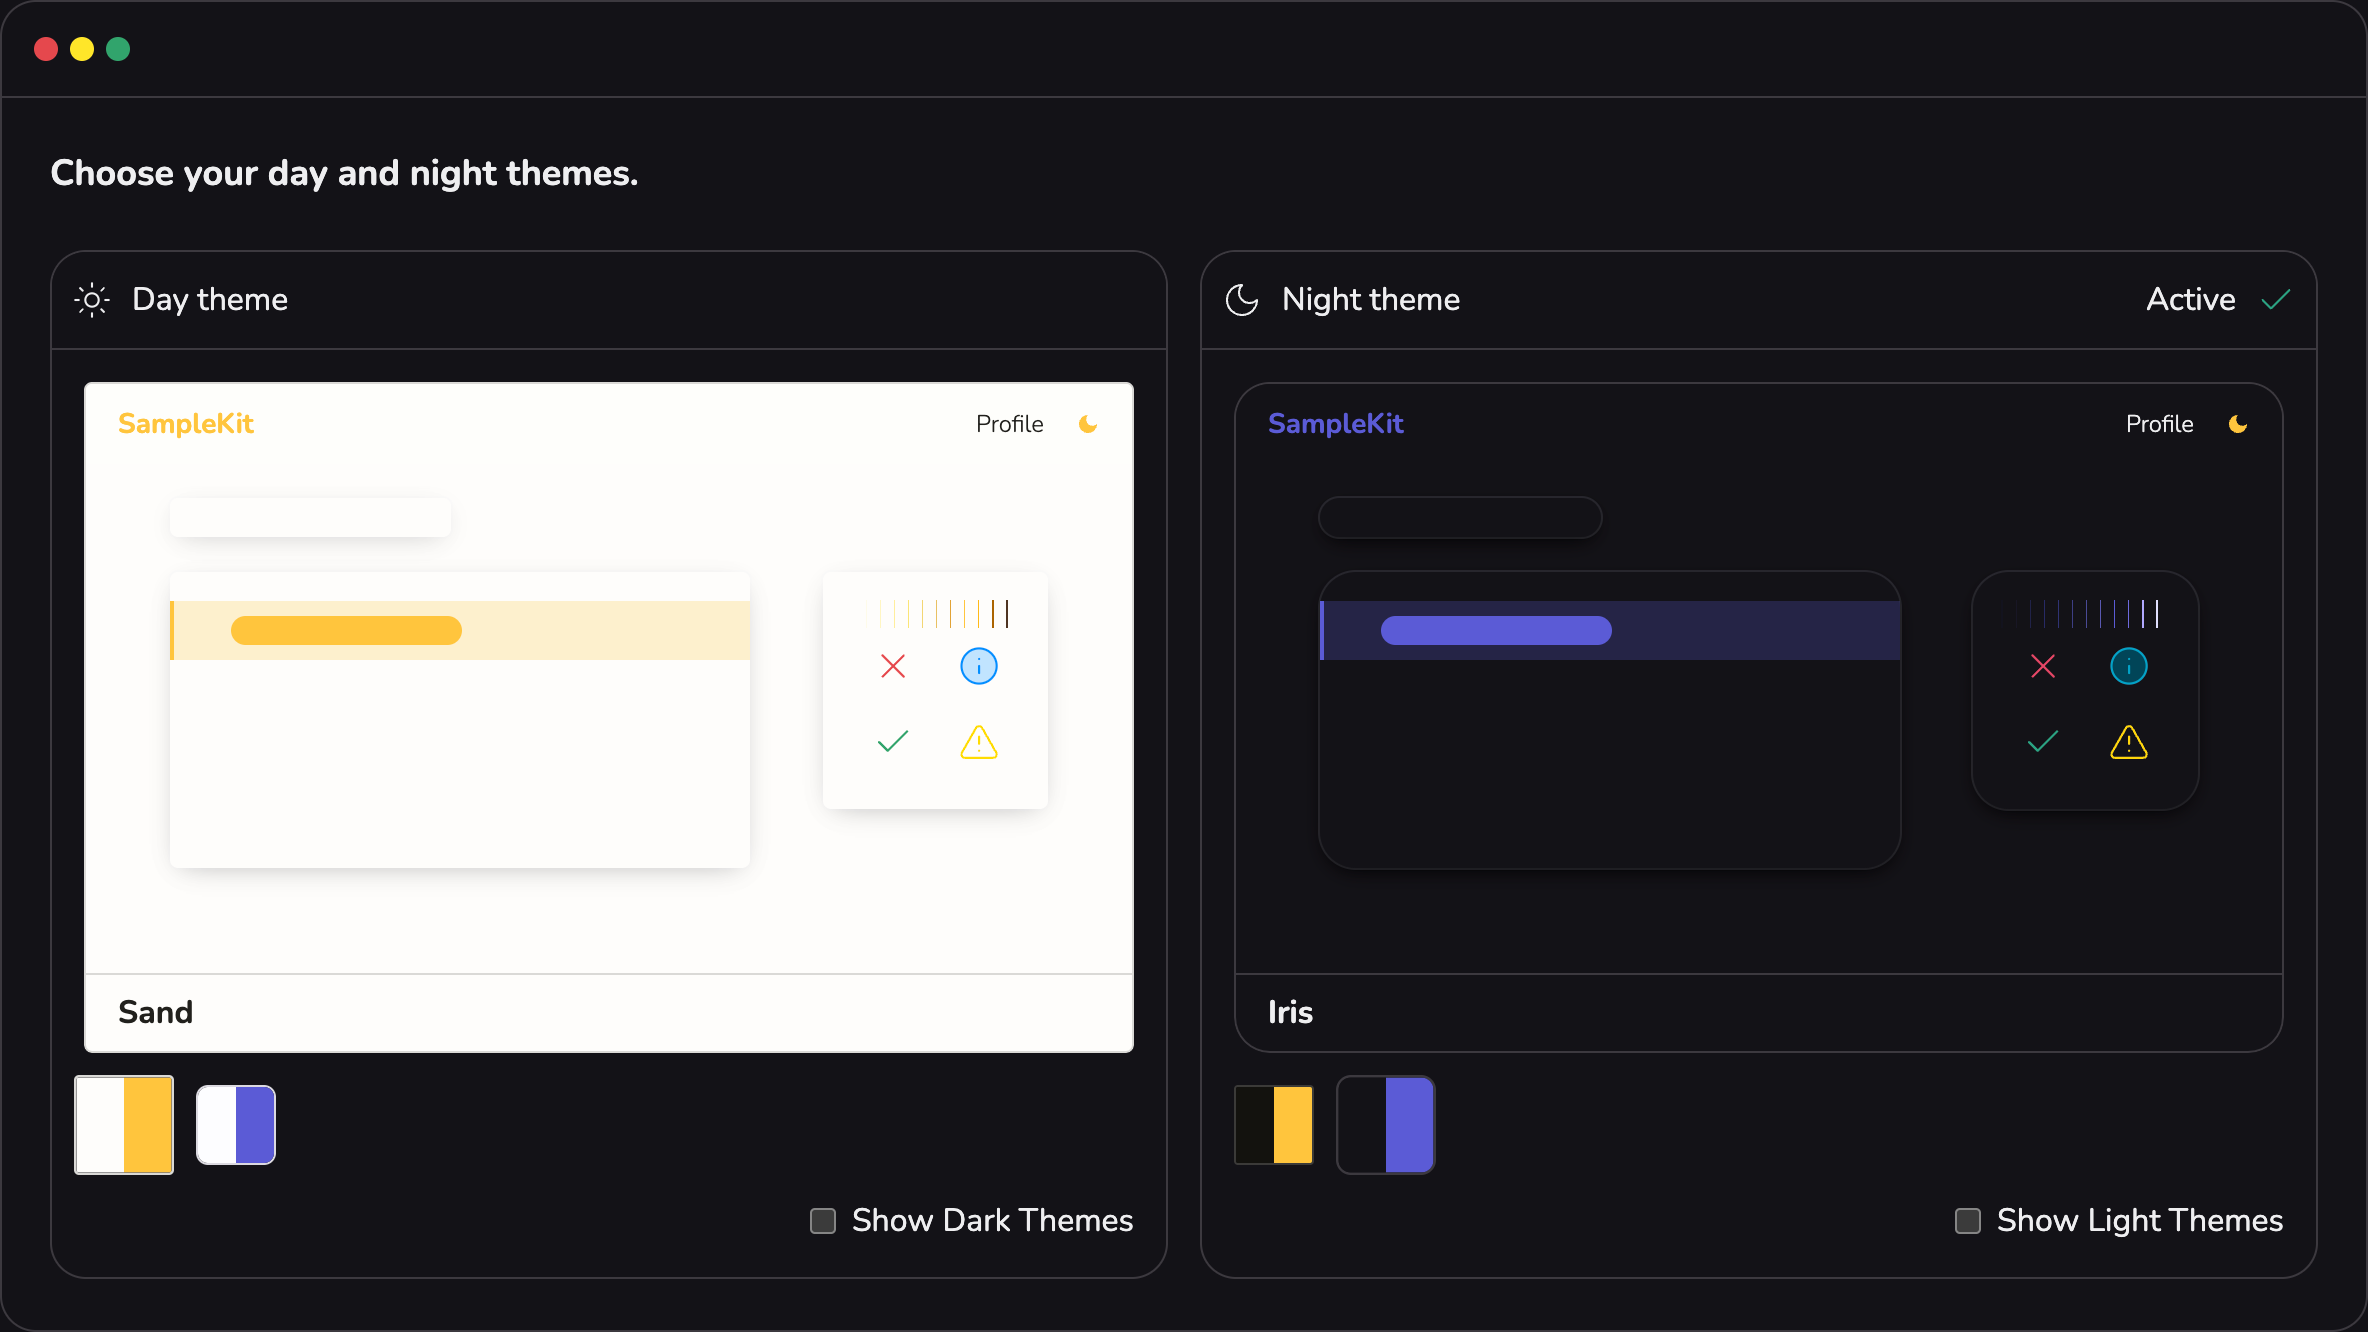 Choose your day and night themes.
Day theme
SampleKit
Profile
Sand
Show Dark Themes
Night theme
Active
SampleKit
Profile
Iris
Show Light Themes